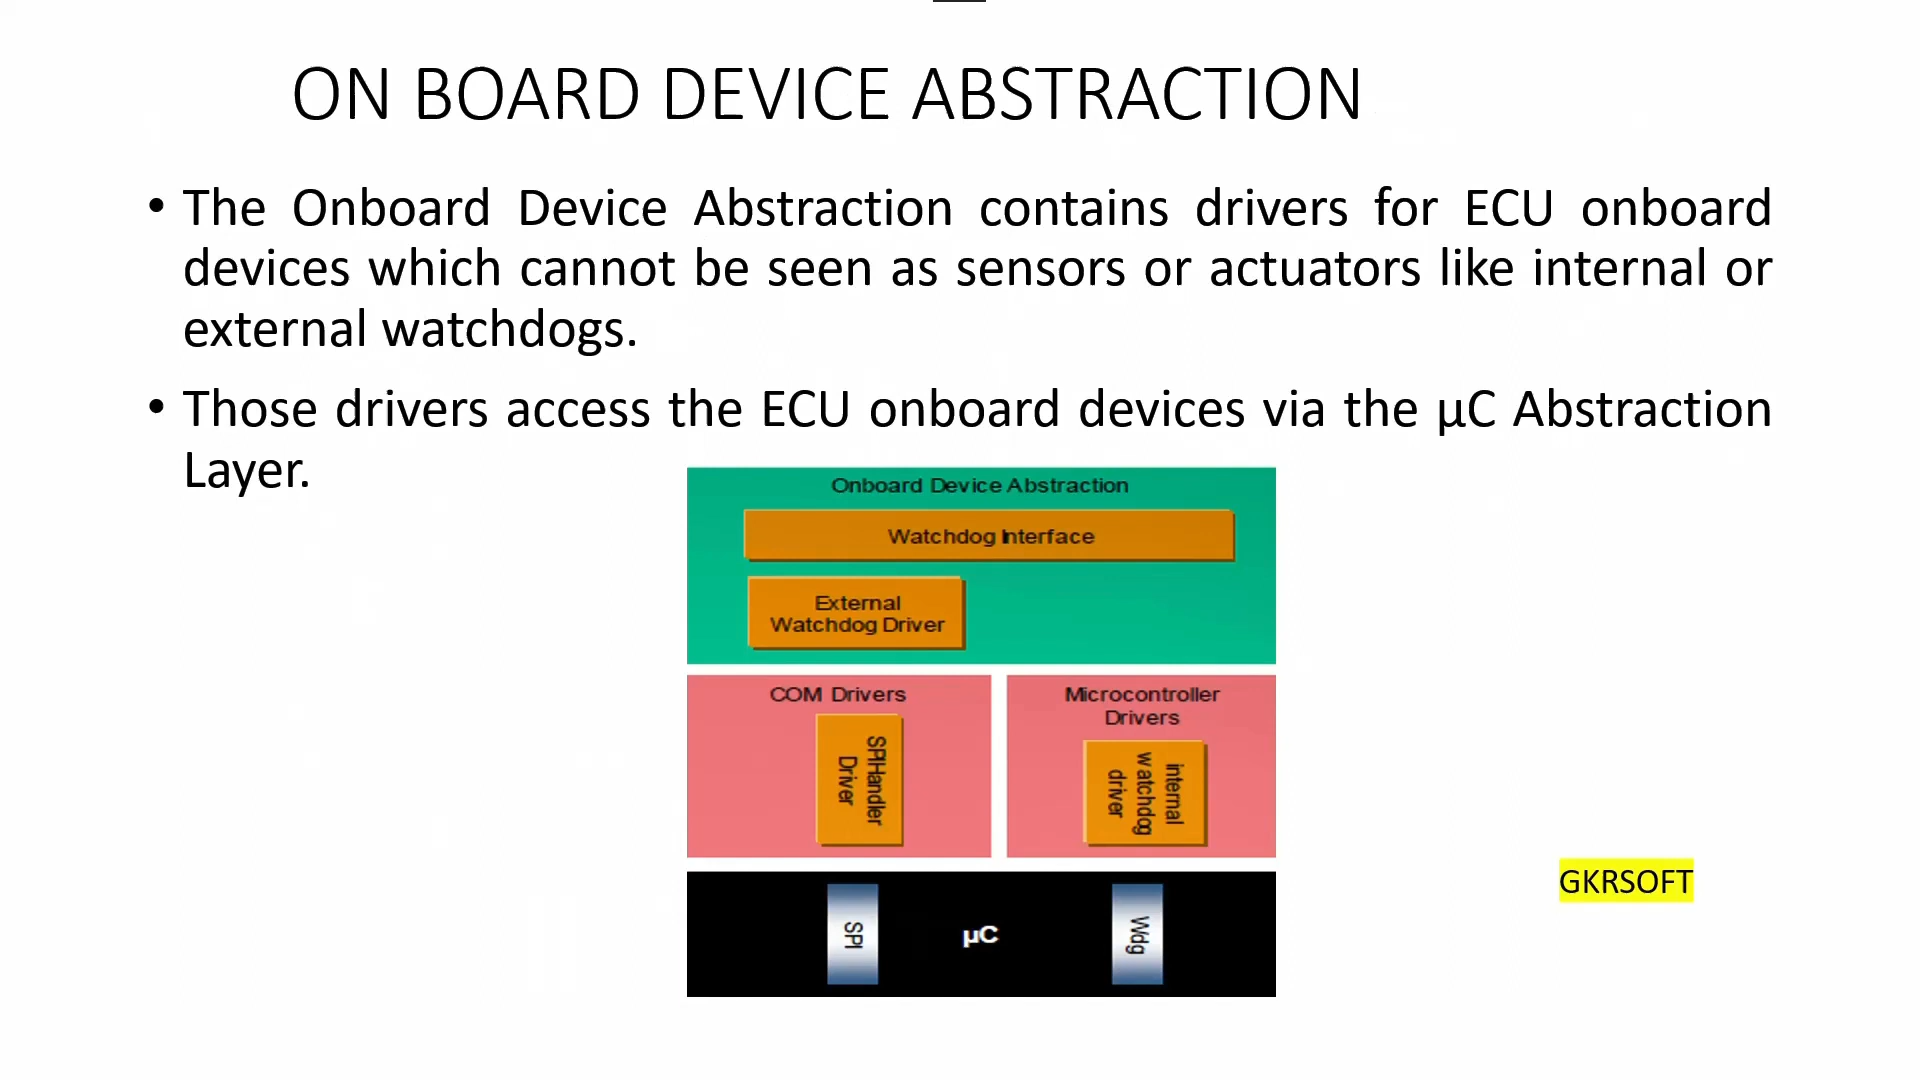 ON BOARD DEVICE ABSTRACTION
• The Onboard Device Abstraction contains drivers for ECU onboard
devices which cannot be seen as sensors or actuators like internal or
external watchdogs.
• Those drivers access the ECU onboard devices via the µC Abstraction
Layer.
Onboard Device Abstraction
Watchdog Interface
External
Watchdog Driver
COM Drivers
SPIHandler
Driver
Microcontroller
Drivers
internal
watchdog
driver
SPI
µC
Wdg
GKRSOFT